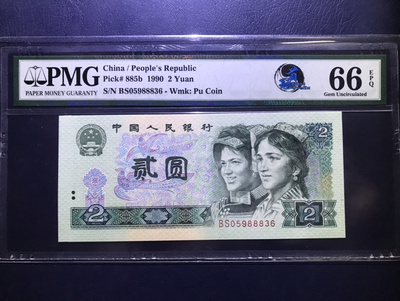 PMG
PAPER MONEY GUARANTY
China / People's Republic
Pick# 885b 1990 2 Yuan
S/N BS05988836 - Wmk: Pu Coin
66 EPQ
Gem Uncirculated
中国人民银行
2
贰圆
2
2
BS05988836